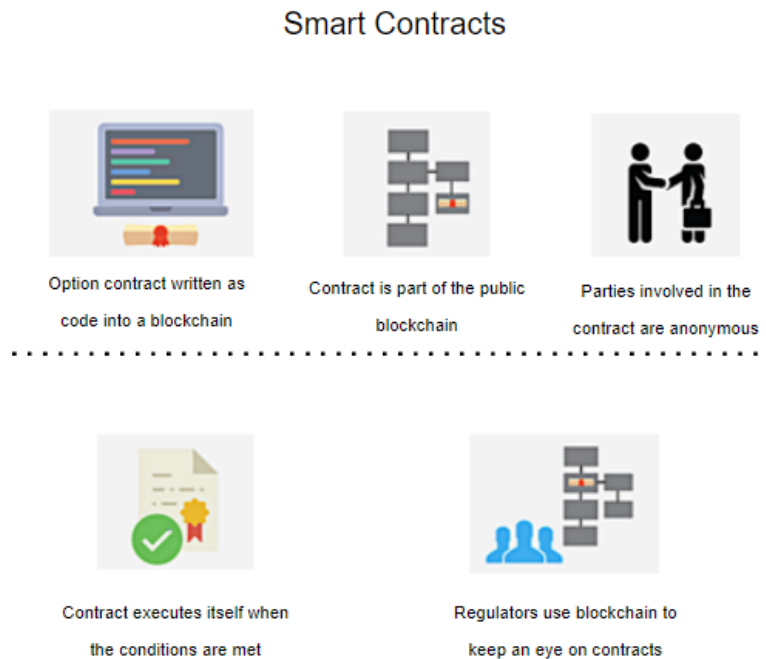 Smart Contracts
Option contract written as
code into a blockchain
Contract is part of the public
blockchain
Parties involved in the
contract are anonymous
Contract executes itself when
the conditions are met
Regulators use blockchain to
keep an eye on contracts